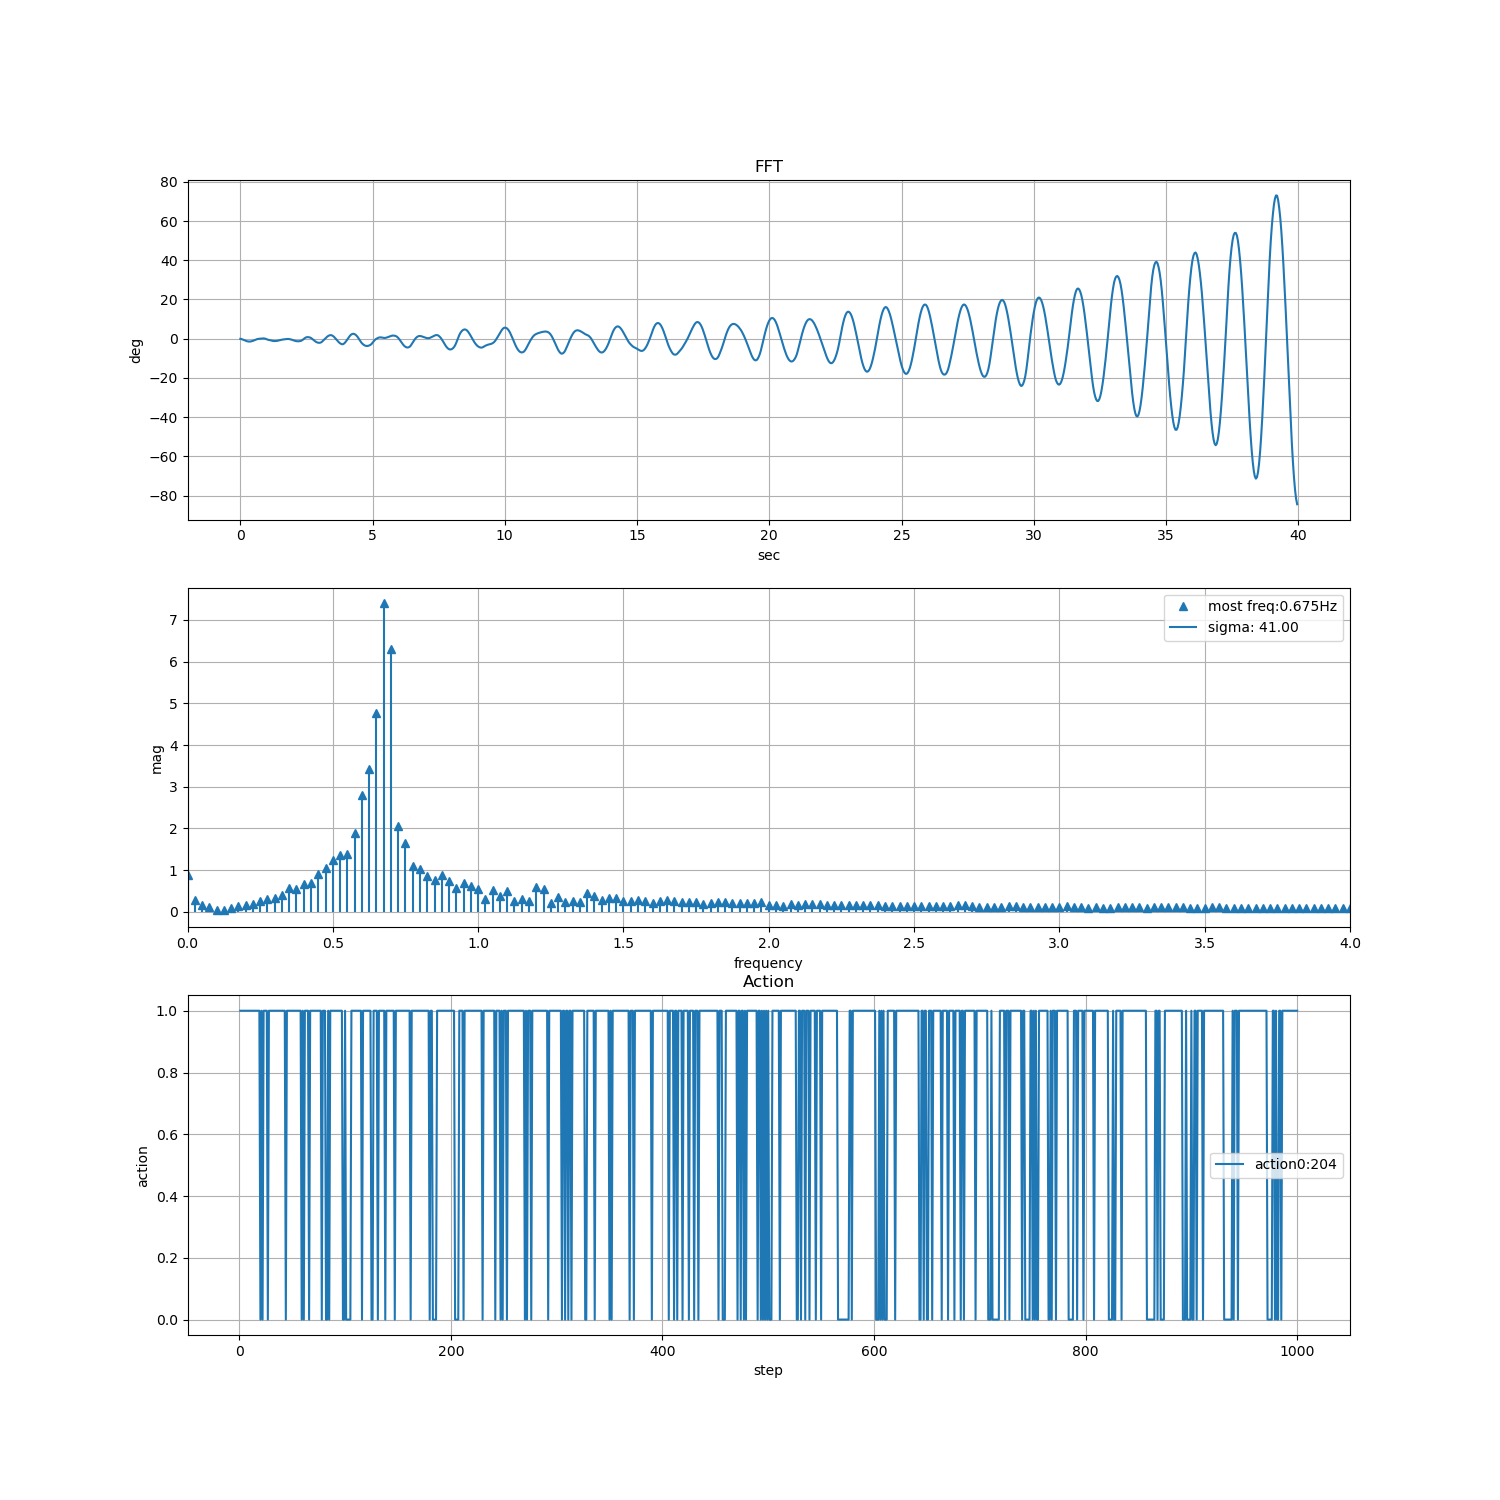 FFT
80
60
40
20
0
−20
−40
−60
−80
deg
0 5 10 15 20 25 30 35 40
sec
most freq:0.675Hz
sigma: 41.00
7
6
5
4
3
2
1
0
mag
0.0 0.5 1.0 1.5 2.0 2.5 3.0 3.5 4.0
frequency
Action
1.0
0.8
0.6
0.4
0.2
0.0
action
action0:204
0 200 400 600 800 1000
step